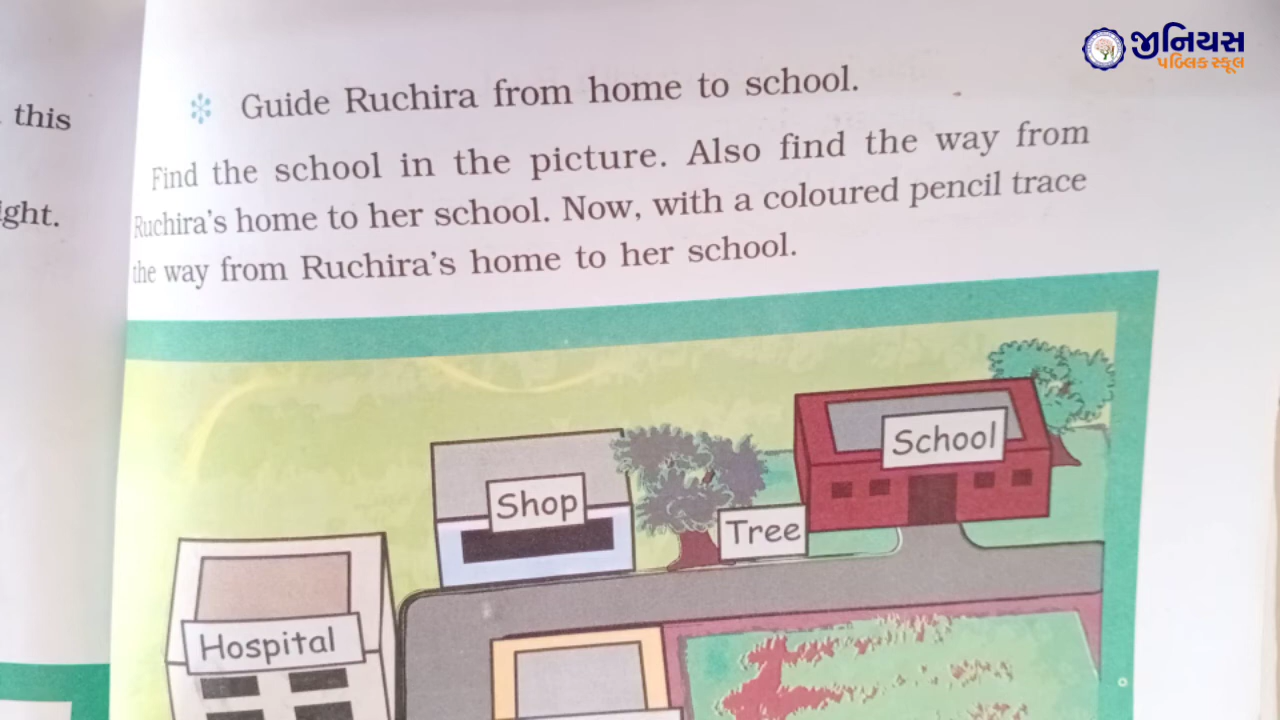 જીનિયસ
પબ્લિક સ્કૂલ
this
ght.
Guide Ruchira from home to school.
Find the school in the picture. Also find the way from
Ruchira's home to her school. Now, with a coloured pencil trace
the way from Ruchira's home to her school.
School
Shop
Tree
Hospital